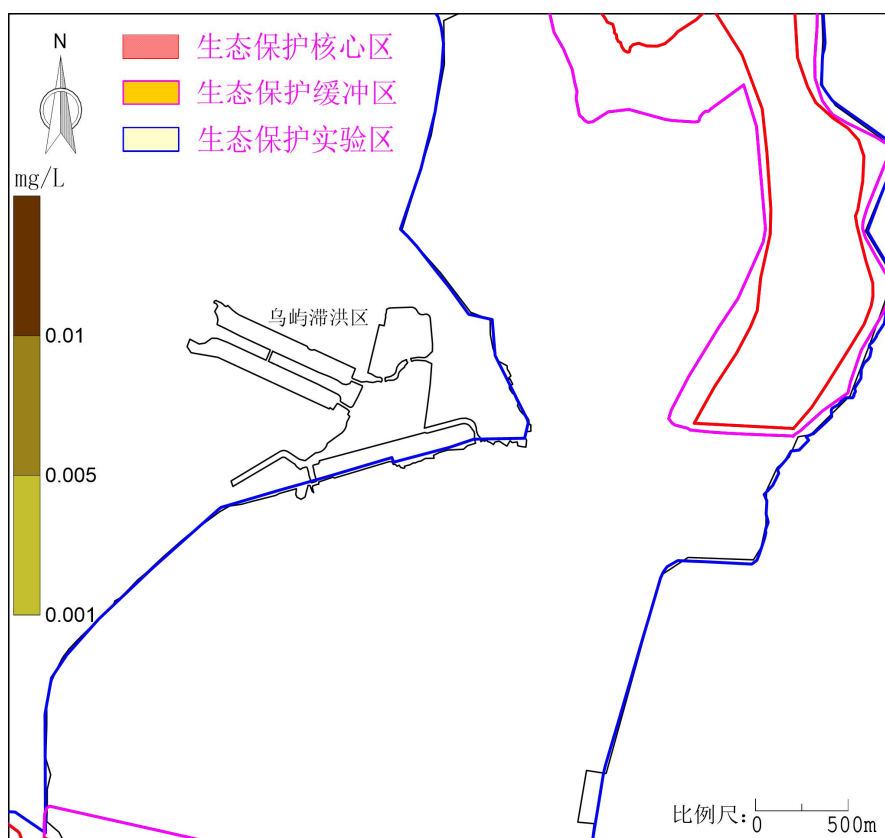 N
生态保护核心区
生态保护缓冲区
生态保护实验区
mg/L
0.01
0.005
0.001
乌屿滞洪区
比例尺:
0 500m